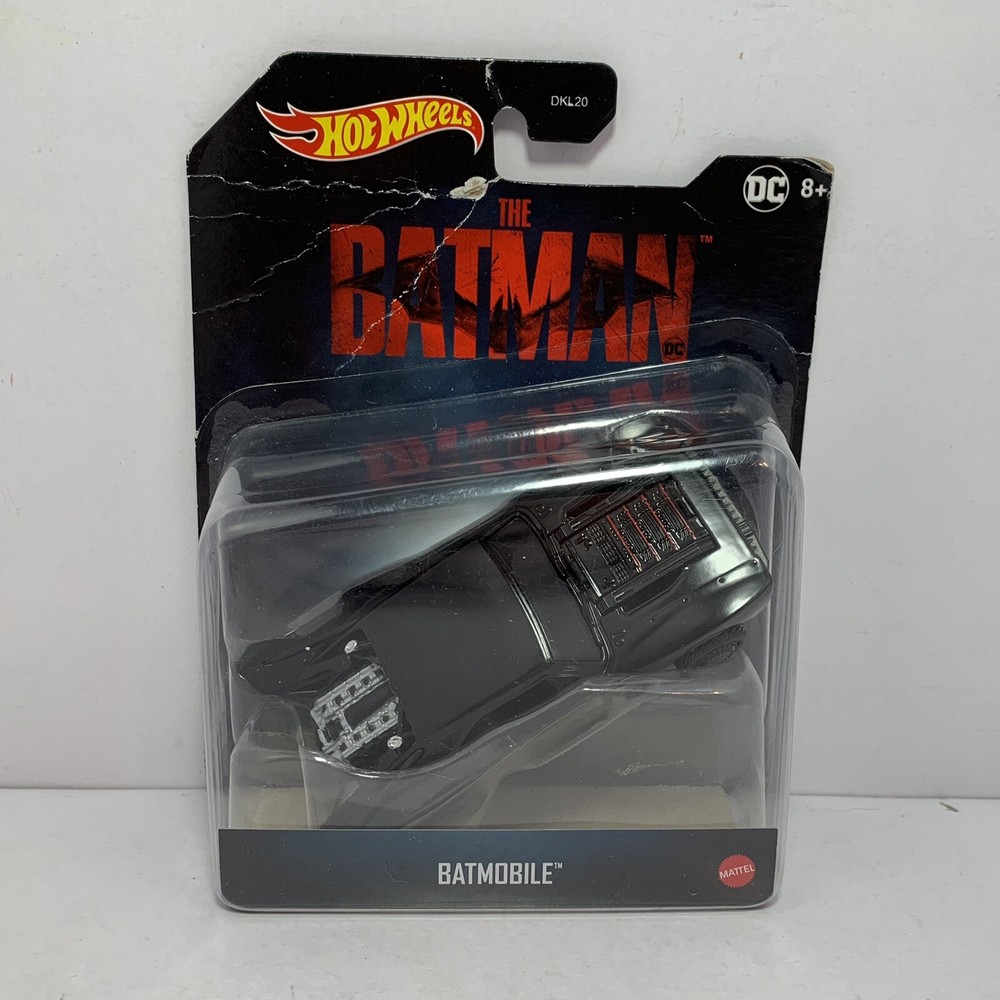 HOT WHEELS
DKL20
DC 8+
THE
BATMAN™
DC
BATMOBILE™
MATTEL